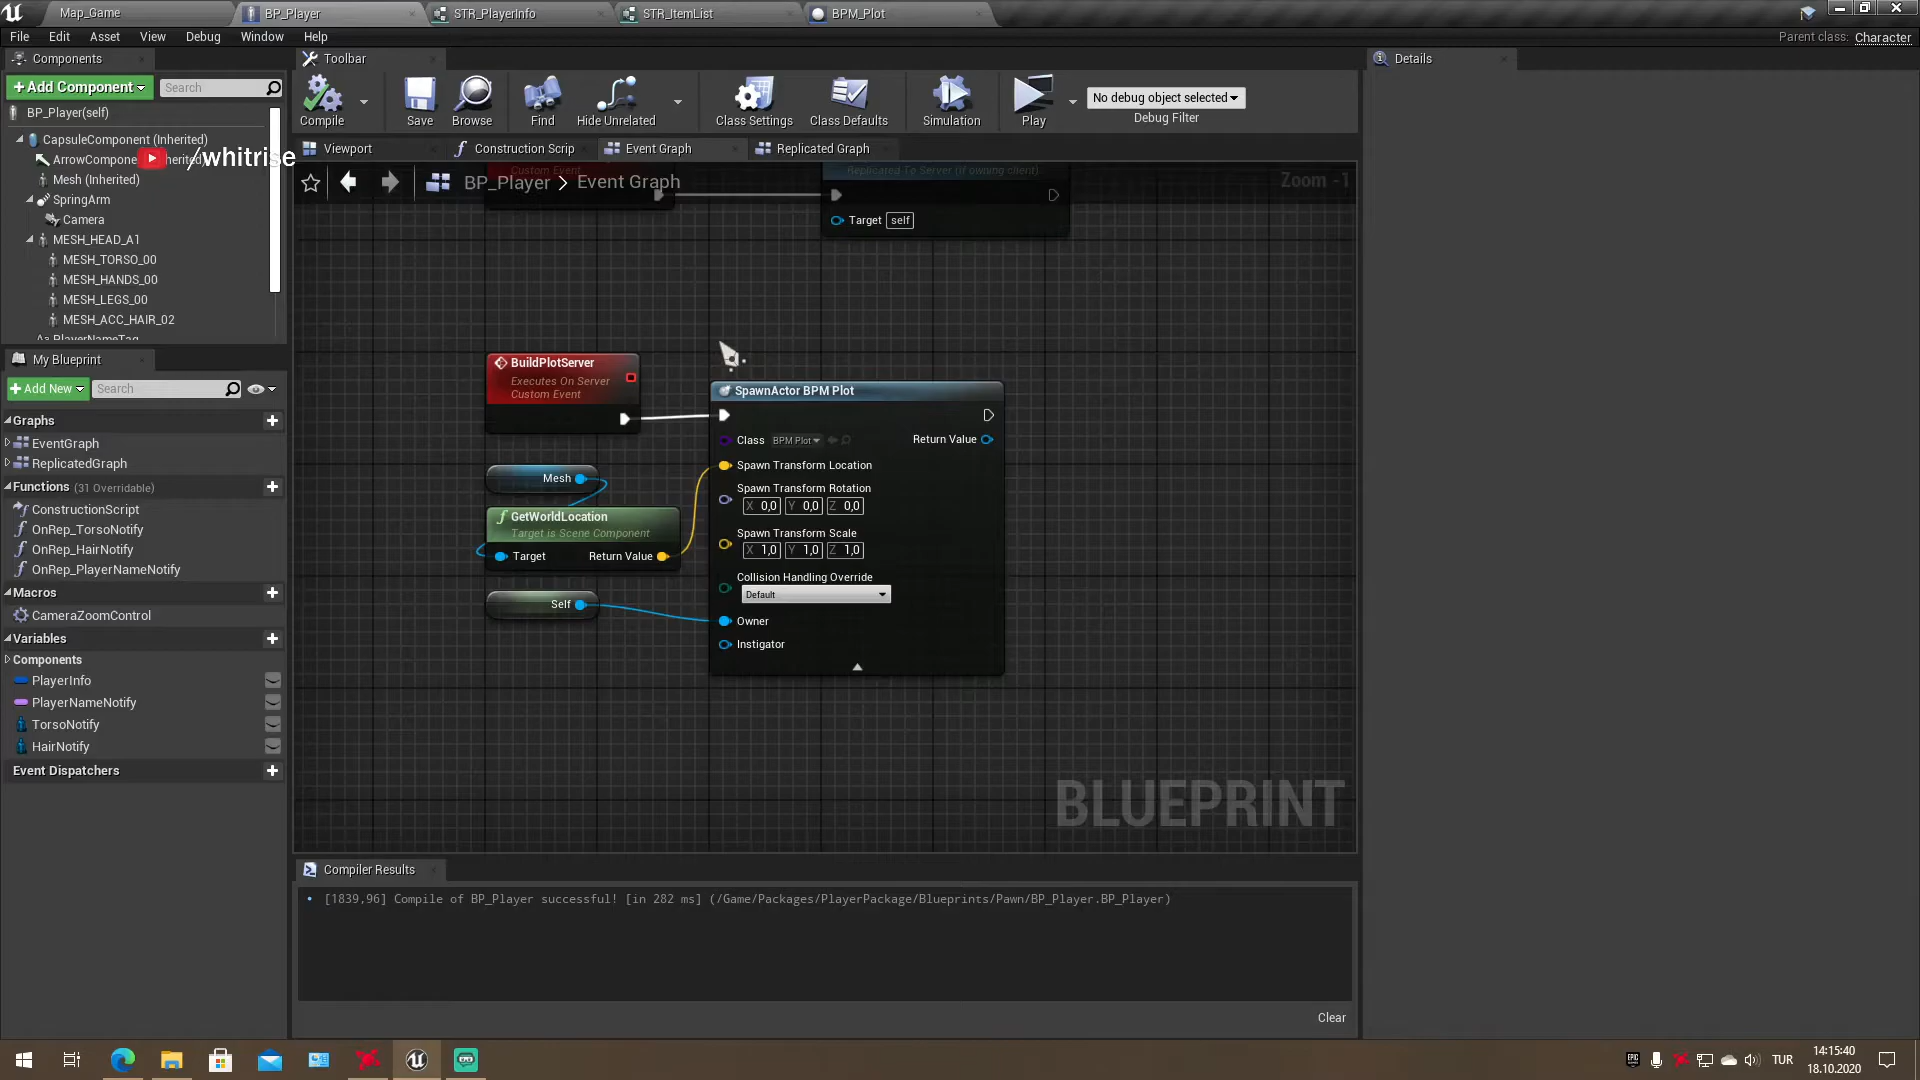 Map_Game
BP_Player
STR_PlayerInfo
STR_ItemList
BPM_Plot
File Edit Asset View Debug Window Help
Parent class: Character
Components
+Add Component
Search
BP_Player(self)
CapsuleComponent (Inherited)
ArrowCompone
/whitrise
Mesh (Inherited)
SpringArm
Camera
MESH_HEAD_A1
MESH_TORSO_00
MESH_HANDS_00
MESH_LEGS_00
MESH_ACC_HAIR_02
PlayerNameTag
My Blueprint
+Add New
Search
Graphs
EventGraph
ReplicatedGraph
Functions (31 Overridable)
ConstructionScript
OnRep_TorsoNotify
OnRep_HairNotify
OnRep_PlayerNameNotify
Macros
CameraZoomControl
Variables
Components
PlayerInfo
PlayerNameNotify
TorsoNotify
HairNotify
Event Dispatchers
Toolbar
Compile
Save
Browse
Find
Hide Unrelated
Class Settings
Class Defaults
Simulation
Play
No debug object selected
Debug Filter
Viewport
Construction Scrip
Event Graph
Replicated Graph
BP_Player > Event Graph
Zoom -1
Custom Event
Replicated To Server (if owning client)
Target self
BuildPlotServer
Executes On Server
Custom Event
Mesh
GetWorldLocation
Target is Scene Component
Target
Return Value
Self
SpawnActor BPM Plot
Class BPM Plot
Return Value
Spawn Transform Location
Spawn Transform Rotation
X 0,0 Y 0,0 Z 0,0
Spawn Transform Scale
X 1,0 Y 1,0 Z 1,0
Collision Handling Override
Default
Owner
Instigator
BLUEPRINT
Compiler Results
[1839,96] Compile of BP_Player successful! [in 282 ms] (/Game/Packages/PlayerPackage/Blueprints/Pawn/BP_Player.BP_Player)
Clear
Details
TUR
14:15:40
18.10.2020